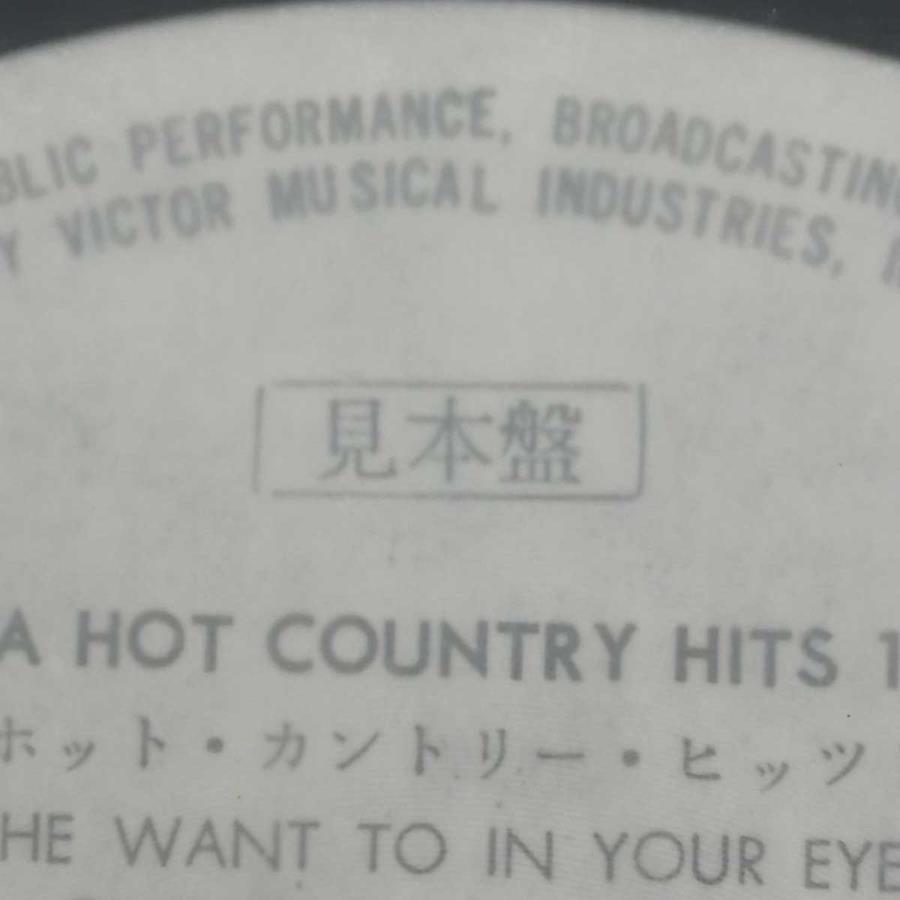 BLIC PERFORMANCE, BROADCASTING
Y VICTOR MUSICAL INDUSTRIES,
見本盤
A HOT COUNTRY HITS 1
ホット・カントリー・ヒッツ
HE WANT TO IN YOUR EYE